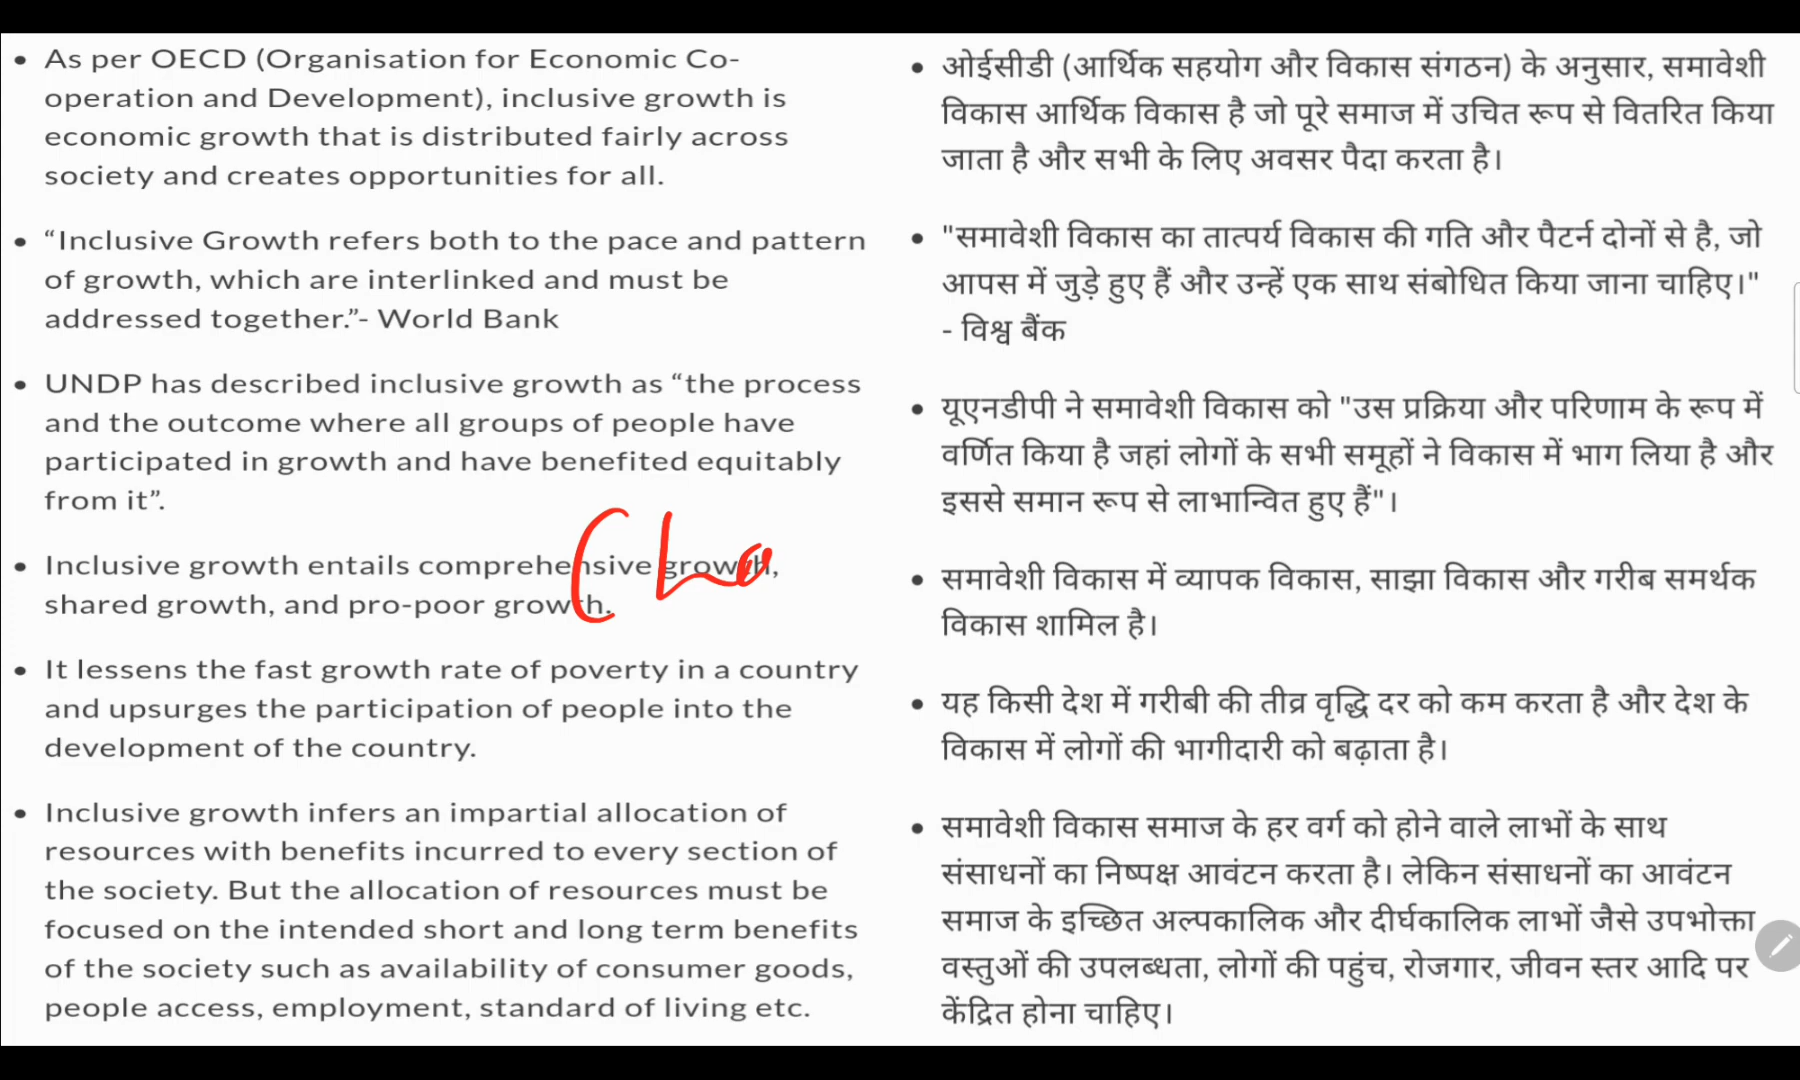 • As per OECD (Organisation for Economic Co-
operation and Development), inclusive growth is
economic growth that is distributed fairly across
society and creates opportunities for all.
• “Inclusive Growth refers both to the pace and pattern
of growth, which are interlinked and must be
addressed together.”- World Bank
• UNDP has described inclusive growth as “the process
and the outcome where all groups of people have
participated in growth and have benefited equitably
from it”.
• Inclusive growth entails comprehensive growth,
shared growth, and pro-poor growth.
• It lessens the fast growth rate of poverty in a country
and upsurges the participation of people into the
development of the country.
• Inclusive growth infers an impartial allocation of
resources with benefits incurred to every section of
the society. But the allocation of resources must be
focused on the intended short and long term benefits
of the society such as availability of consumer goods,
people access, employment, standard of living etc.
• ओईसीडी (आर्थिक सहयोग और विकास संगठन) के अनुसार, समावेशी
विकास आर्थिक विकास है जो पूरे समाज में उचित रूप से वितरित किया
जाता है और सभी के लिए अवसर पैदा करता है।
• "समावेशी विकास का तात्पर्य विकास की गति और पैटर्न दोनों से है, जो
आपस में जुड़े हुए हैं और उन्हें एक साथ संबोधित किया जाना चाहिए।"
- विश्व बैंक
• यूएनडीपी ने समावेशी विकास को "उस प्रक्रिया और परिणाम के रूप में
वर्णित किया है जहां लोगों के सभी समूहों ने विकास में भाग लिया है और
इससे समान रूप से लाभान्वित हुए हैं"।
• समावेशी विकास में व्यापक विकास, साझा विकास और गरीब समर्थक
विकास शामिल है।
• यह किसी देश में गरीबी की तीव्र वृद्धि दर को कम करता है और देश के
विकास में लोगों की भागीदारी को बढ़ाता है।
• समावेशी विकास समाज के हर वर्ग को होने वाले लाभों के साथ
संसाधनों का निष्पक्ष आवंटन करता है। लेकिन संसाधनों का आवंटन
समाज के इच्छित अल्पकालिक और दीर्घकालिक लाभों जैसे उपभोक्ता
वस्तुओं की उपलब्धता, लोगों की पहुंच, रोजगार, जीवन स्तर आदि पर
केंद्रित होना चाहिए।